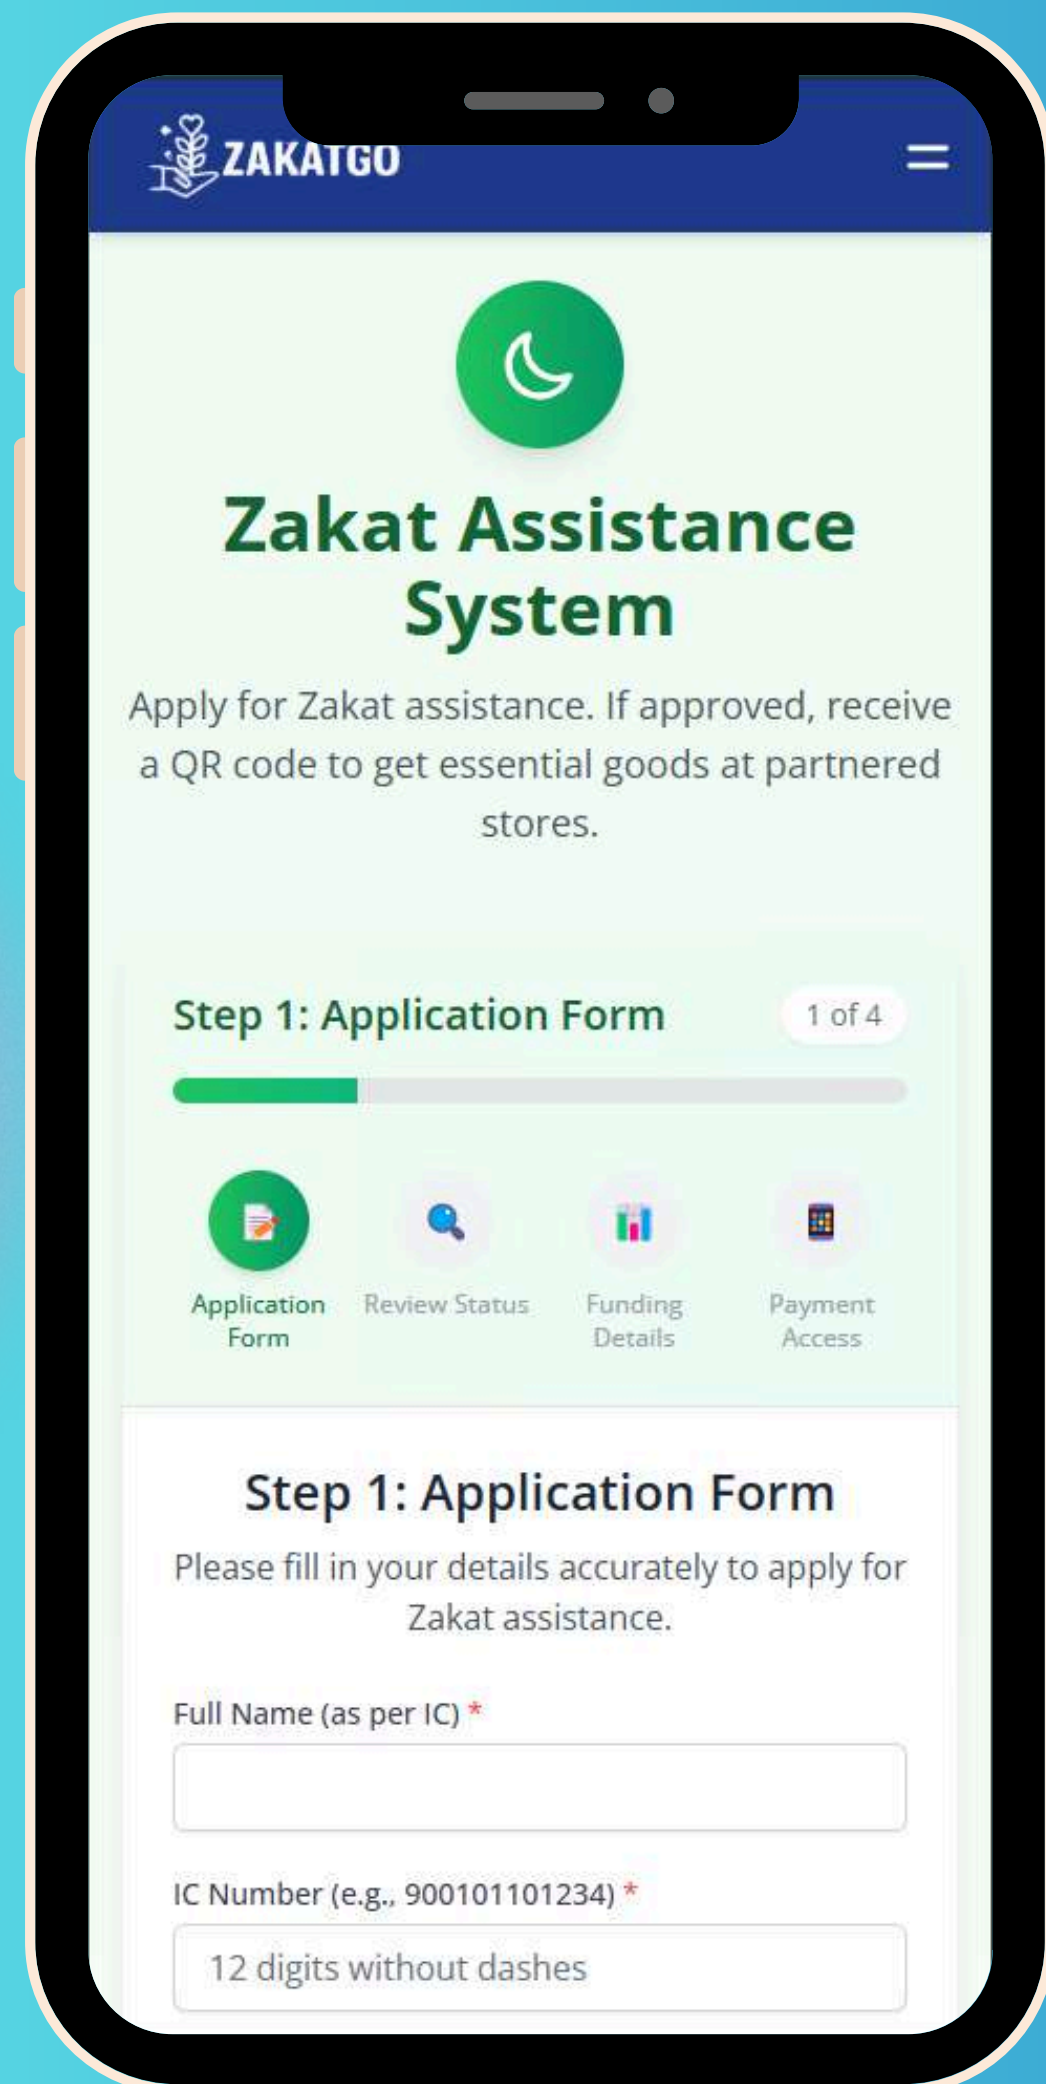 ZAKATGO
Zakat Assistance
System
Apply for Zakat assistance. If approved, receive
a QR code to get essential goods at partnered
stores.
Step 1: Application Form
1 of 4
Application
Form
Review Status
Funding
Details
Payment
Access
Step 1: Application Form
Please fill in your details accurately to apply for
Zakat assistance.
Full Name (as per IC) *
IC Number (e.g., 900101101234) *
12 digits without dashes